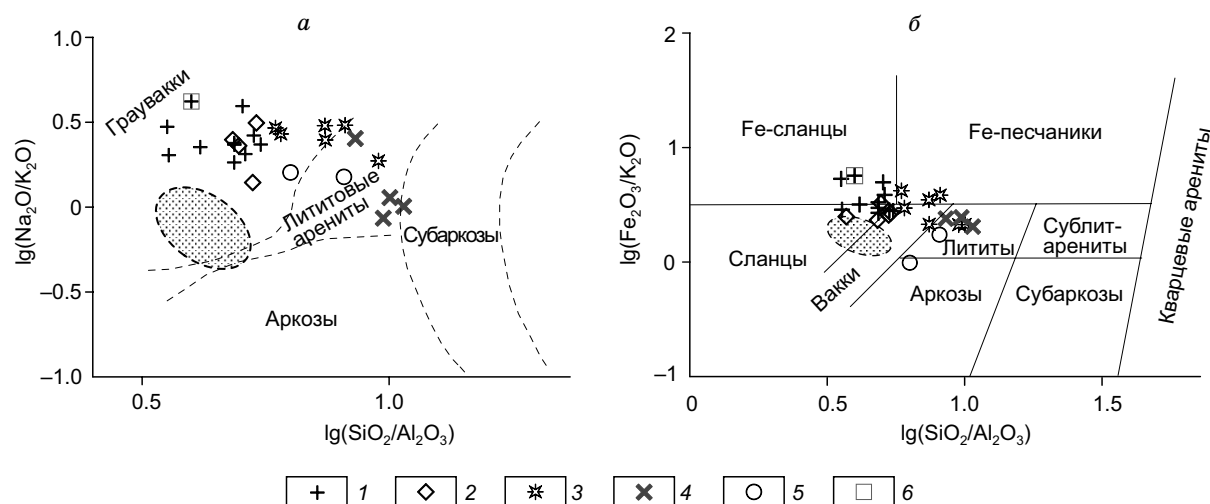 а
lg(Na₂O/K₂O)
1.0
0.5
0
–0.5
–1.0
Граувакки
Лититовые
арениты
Субаркозы
Аркозы
0.5
1.0
lg(SiO₂/Al₂O₃)
б
lg(Fe₂O₃/K₂O)
2
1
0
–1
Fe-сланцы
Fe-песчаники
Сланцы
Вакки
Лититы
Сублит-
арениты
Аркозы
Субаркозы
Кварцевые арениты
0
0.5
1.0
1.5
lg(SiO₂/Al₂O₃)
1 2 3 4 5 6